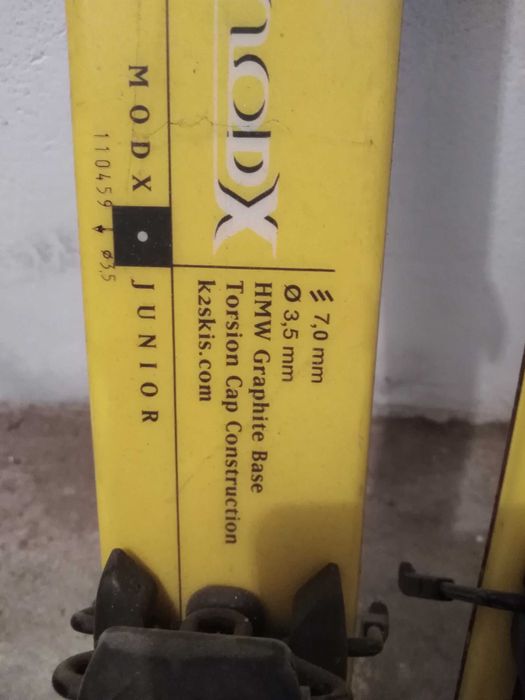 MODX
MODX JUNIOR
110459 ø3,5
7,0 mm
Ø 3,5 mm
HMW Graphite Base
Torsion Cap Construction
k2skis.com